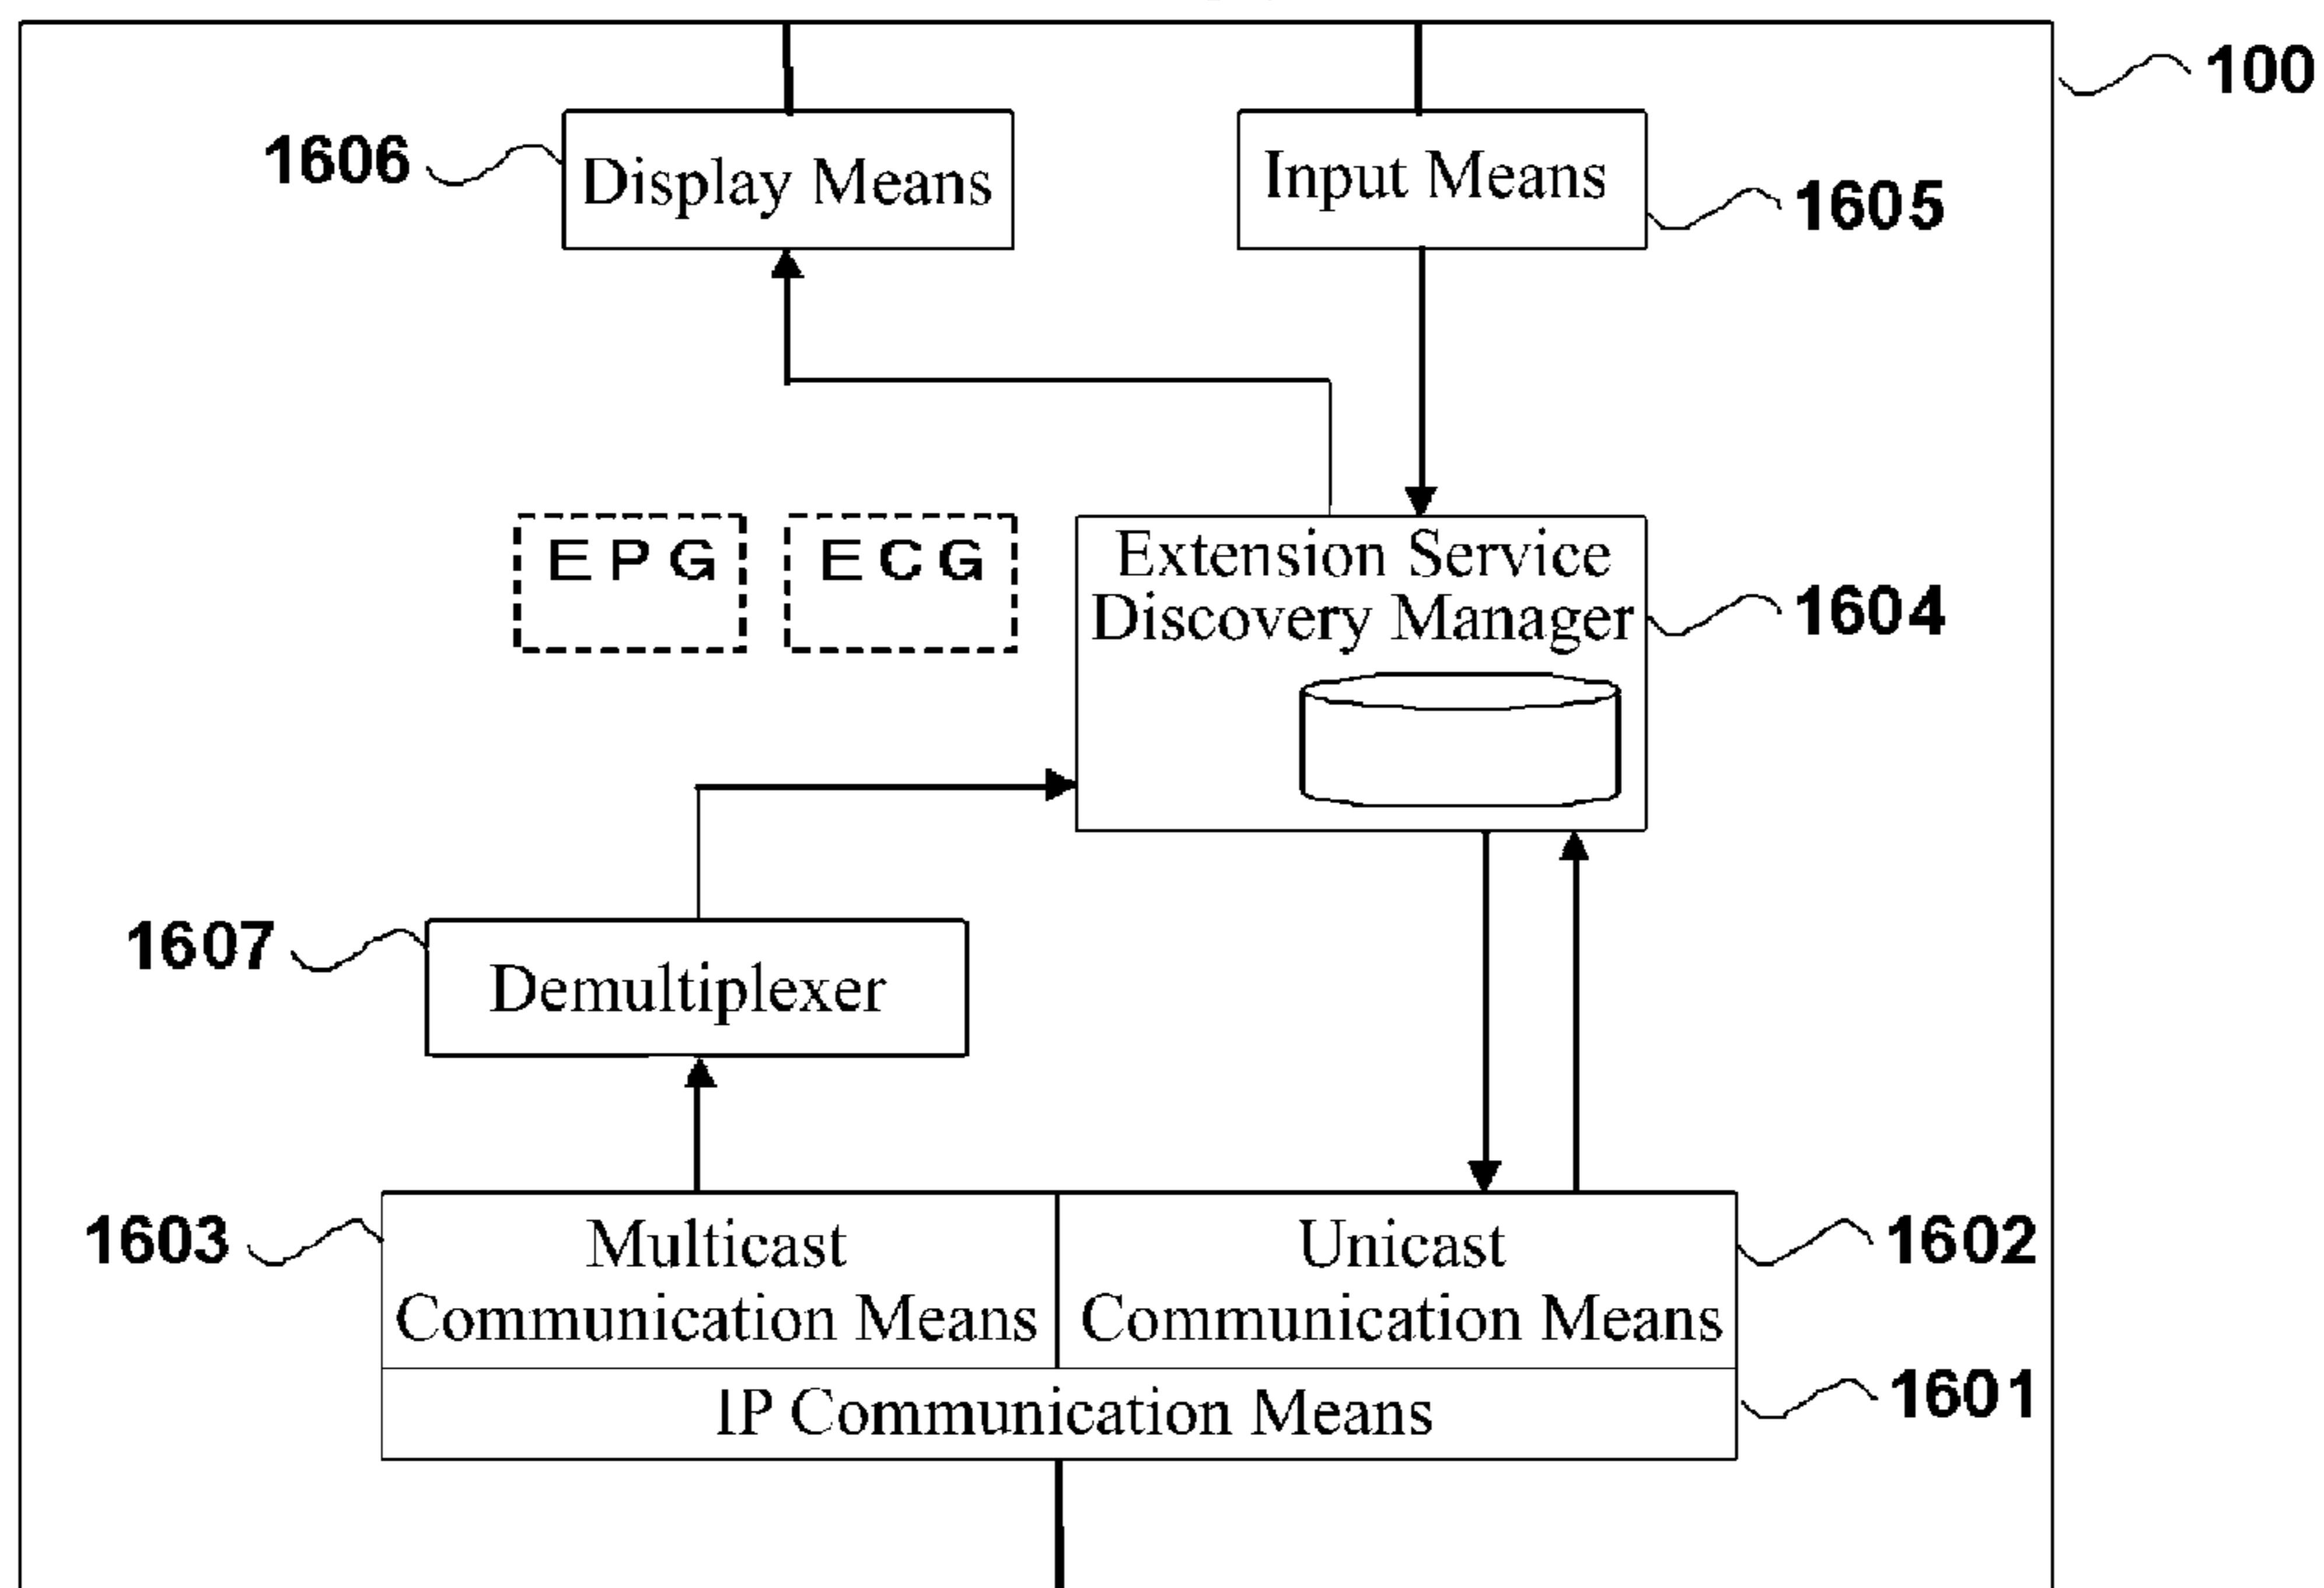 100
1606
Display Means
Input Means
1605
EPG
ECG
Extension Service
Discovery Manager
1604
1607
Demultiplexer
1603
Multicast
Communication Means
Unicast
Communication Means
1602
IP Communication Means
1601